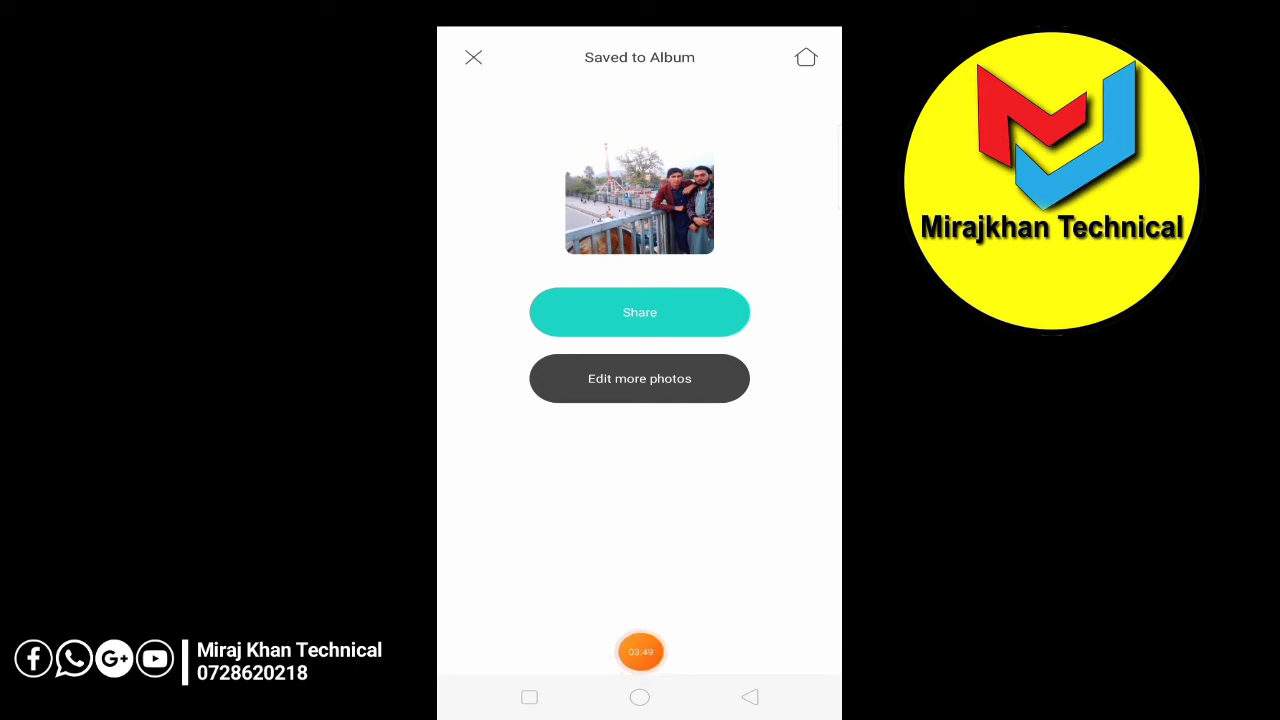 Saved to Album
Share
Edit more photos
03:49
Mirajkhan Technical
G+
Miraj Khan Technical
0728620218